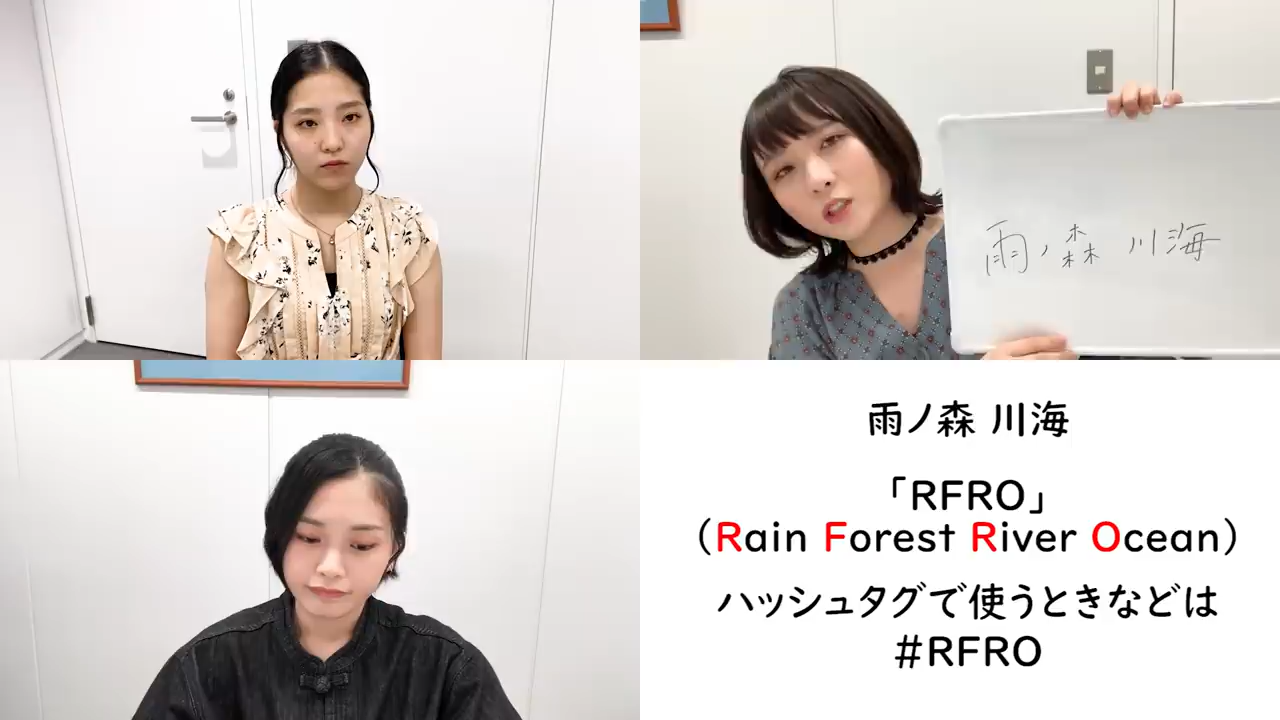 雨ノ森 川海
雨ノ森 川海
「RFRO」
（Rain Forest River Ocean）
ハッシュタグで使うときなどは
#RFRO